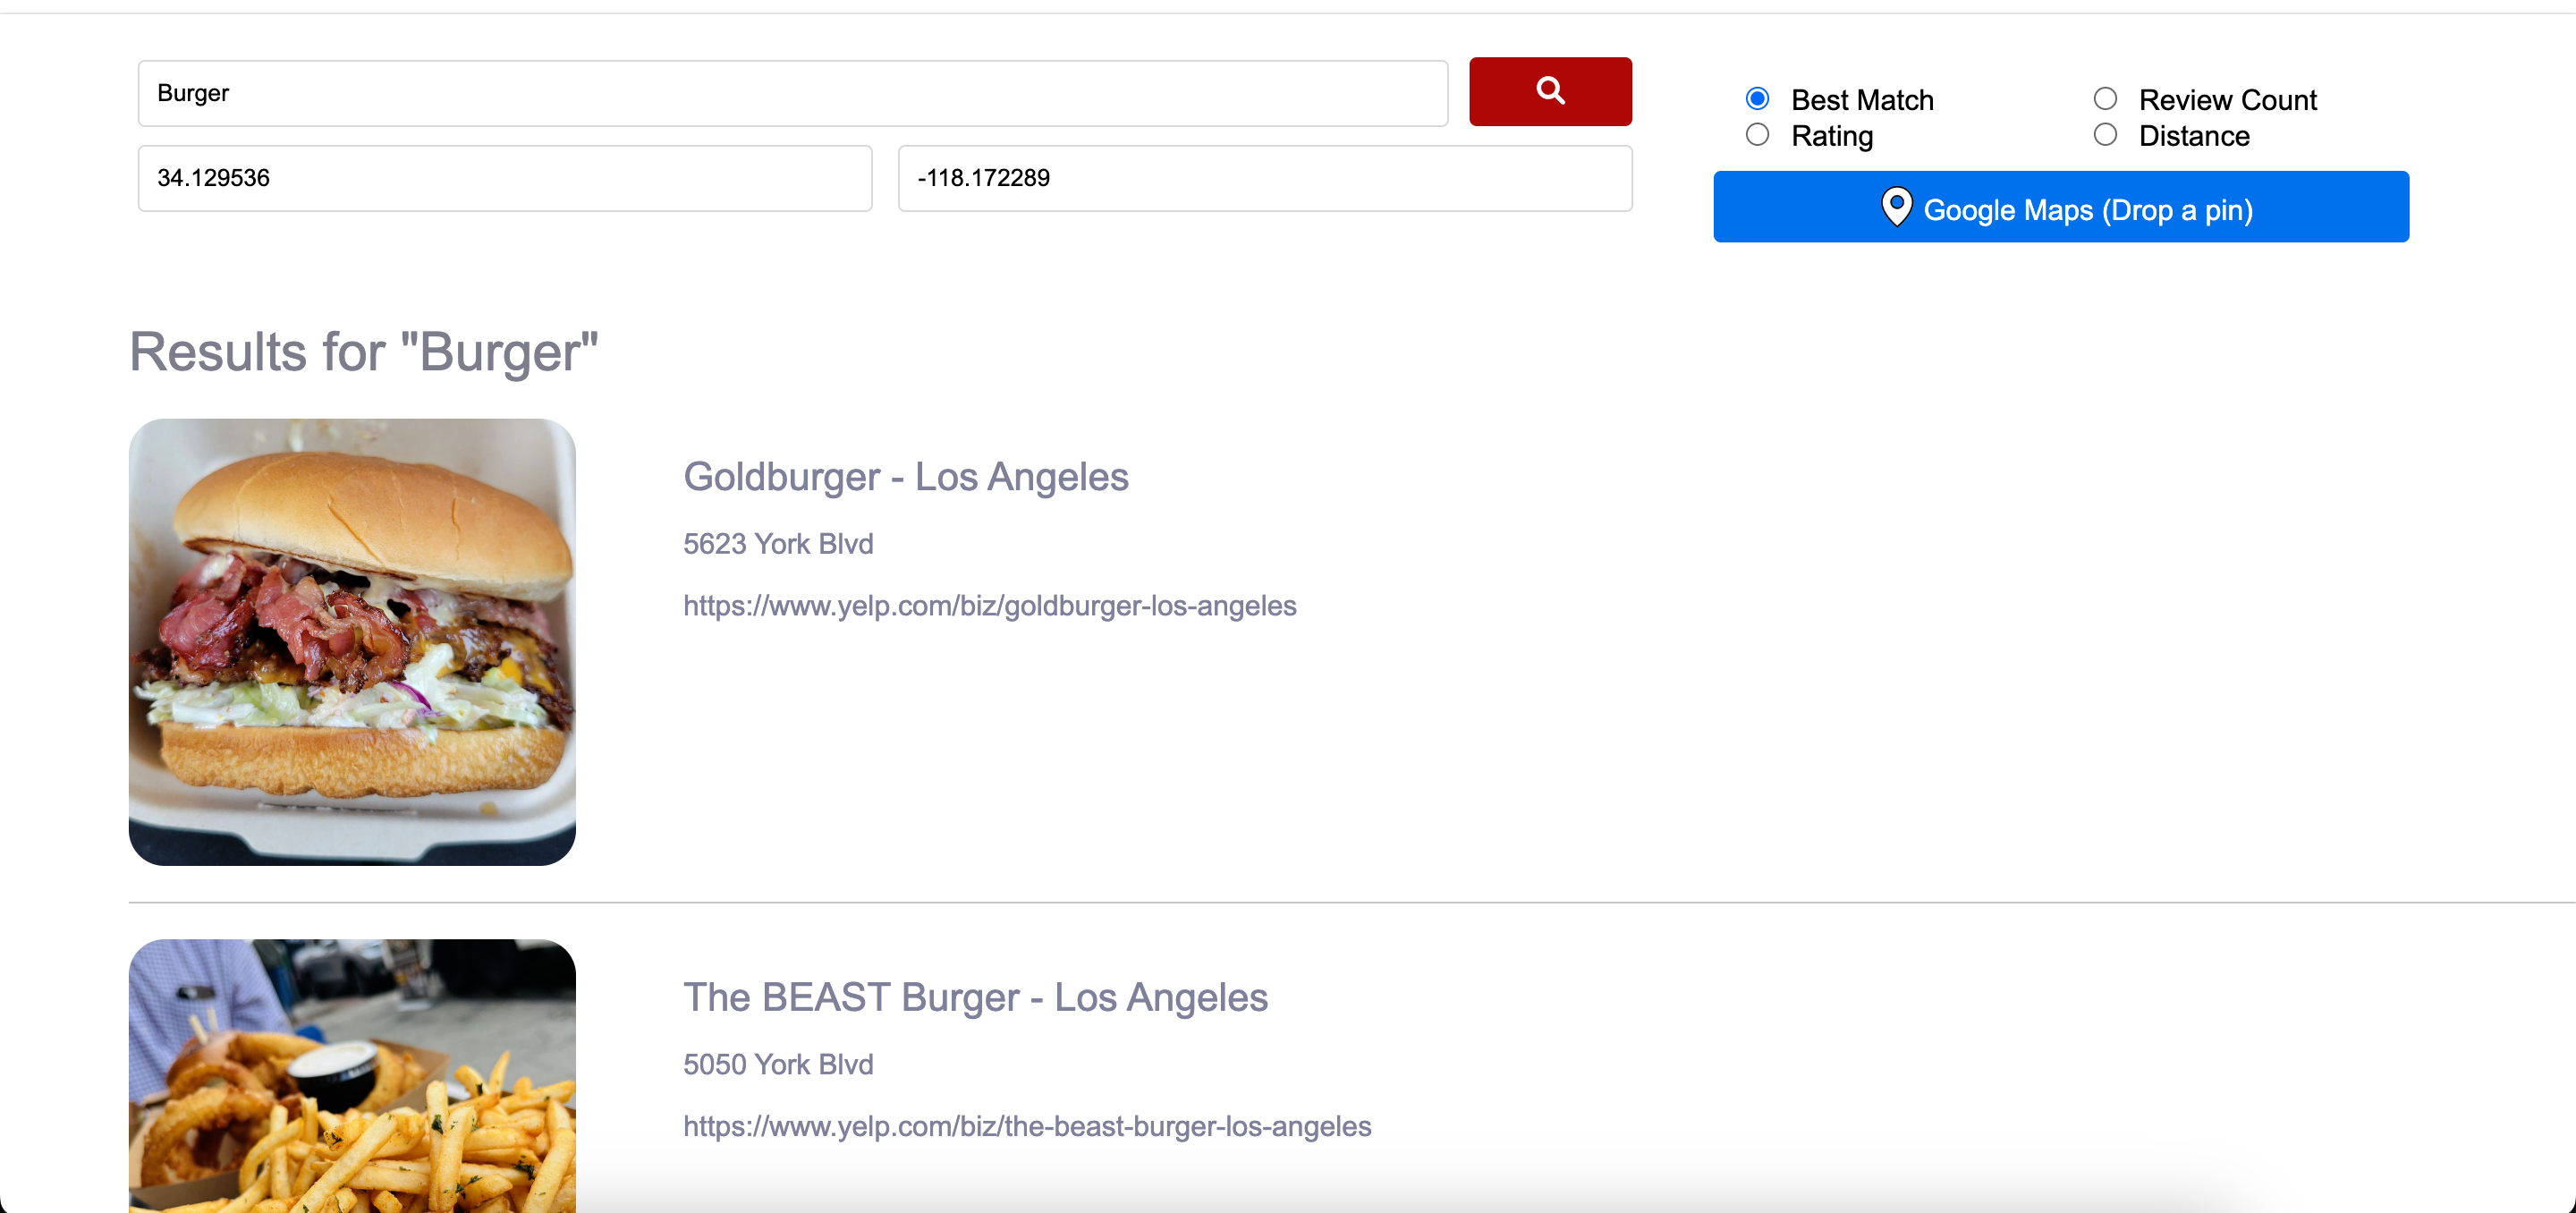 Burger
34.129536 -118.172289
Best Match Review Count
Rating Distance
Google Maps (Drop a pin)
Results for "Burger"
Goldburger - Los Angeles
5623 York Blvd
https://www.yelp.com/biz/goldburger-los-angeles
The BEAST Burger - Los Angeles
5050 York Blvd
https://www.yelp.com/biz/the-beast-burger-los-angeles